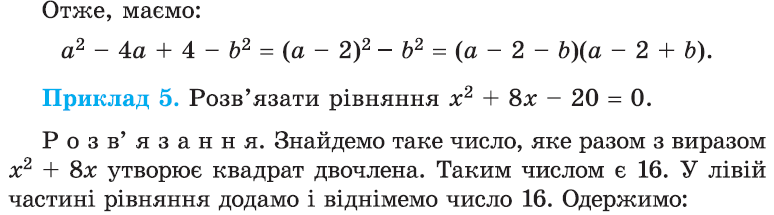 Отже, маємо:
a² − 4a + 4 − b² = (a − 2)² − b² = (a − 2 − b)(a − 2 + b).
Приклад 5. Розв’язати рівняння x² + 8x − 20 = 0.
Р о з в’ я з а н н я. Знайдемо таке число, яке разом з виразом
x² + 8x утворює квадрат двочлена. Таким числом є 16. У лівій
частині рівняння додамо і віднімемо число 16. Одержимо: